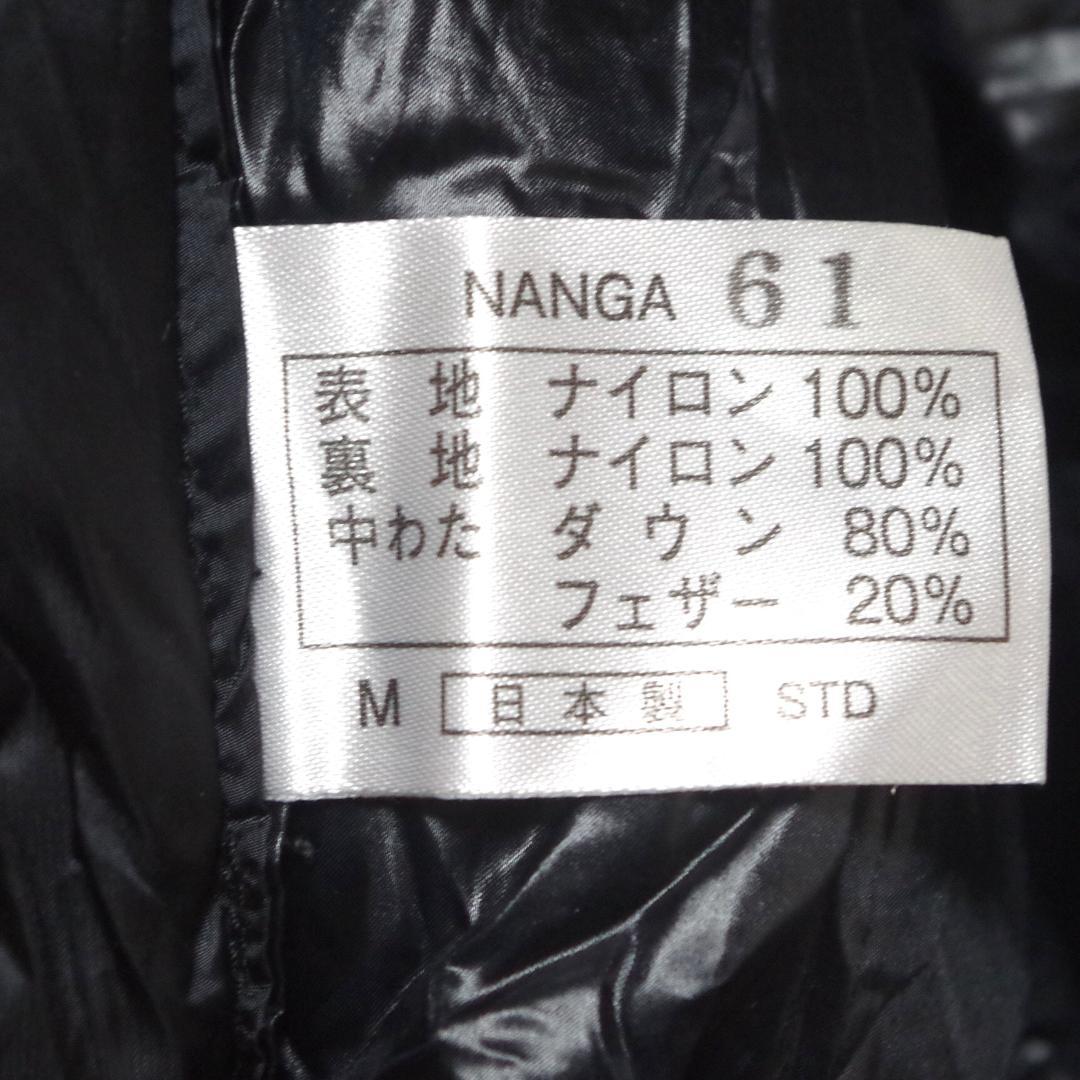 NANGA 61
表 地 ナイロン 100%
裏 地 ナイロン 100%
中わた ダウン 80%
フェザー 20%
M 日本製 STD